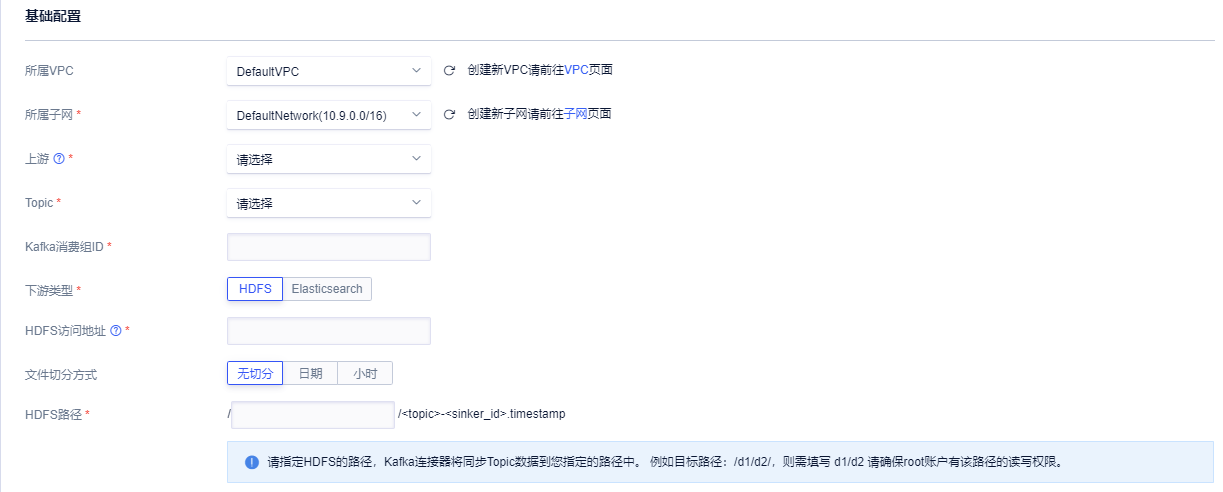 基础配置
所属VPC DefaultVPC 创建新VPC请前往VPC页面
所属子网 * DefaultNetwork(10.9.0.0/16) 创建新子网请前往子网页面
上游 * 请选择
Topic * 请选择
Kafka消费组ID *
下游类型 * HDFS Elasticsearch
HDFS访问地址 *
文件切分方式 无切分 日期 小时
HDFS路径 * / /<topic>-<sinker_id>.timestamp
请指定HDFS的路径，Kafka连接器将同步Topic数据到您指定的路径中。 例如目标路径：/d1/d2/，则需填写 d1/d2 请确保root账户有该路径的读写权限。